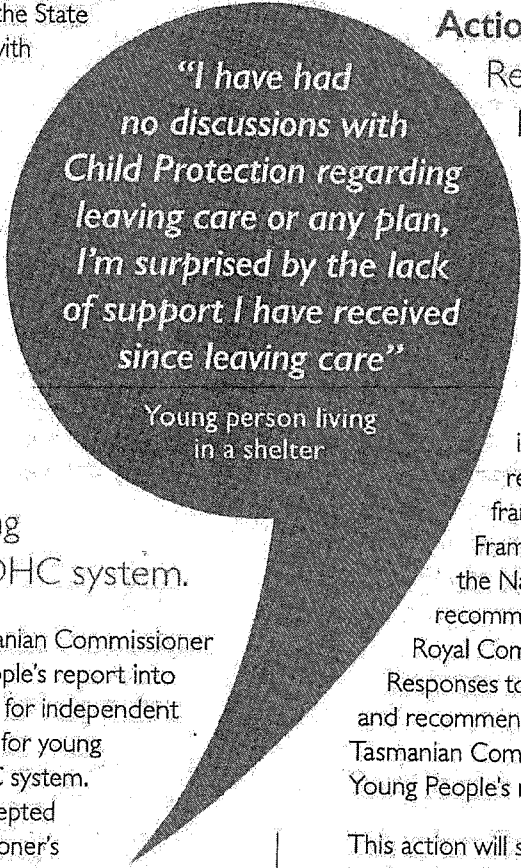 the State
with
"I have had
no discussions with
Child Protection regarding
leaving care or any plan,
I'm surprised by the lack
of support I have received
since leaving care"
Young person living
in a shelter
OHC system.
anian Commissioner
ople's report into
for independent
for young
C system.
epted
oner's
Actio
Re
i
re
fra
Fram
the Na
recomm
Royal Com
Responses to
and recommen
Tasmanian Com
Young People's r
This action will s